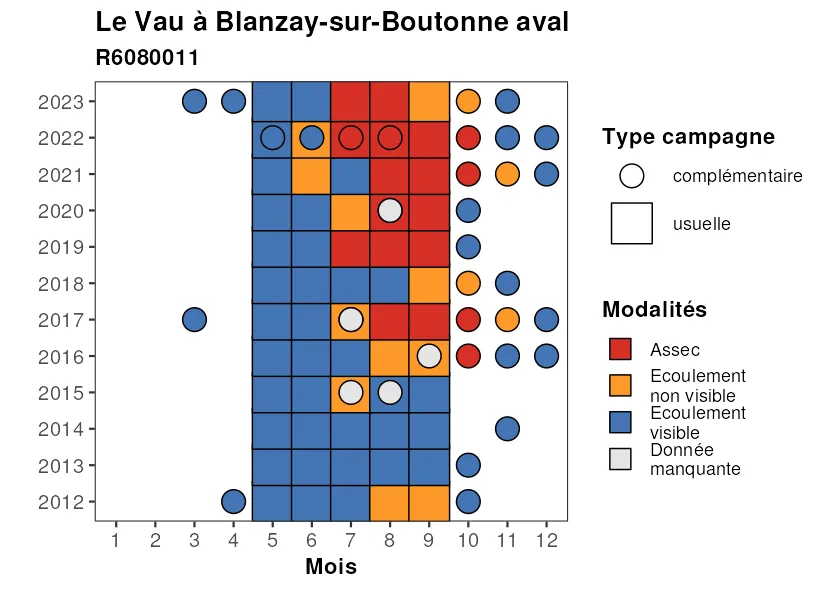 Le Vau à Blanzay-sur-Boutonne aval
R6080011
2023
2022
2021
2020
2019
2018
2017
2016
2015
2014
2013
2012
1 2 3 4 5 6 7 8 9 10 11 12
Mois
Type campagne
complémentaire
usuelle
Modalités
Assec
Ecoulement
non visible
Ecoulement
visible
Donnée
manquante